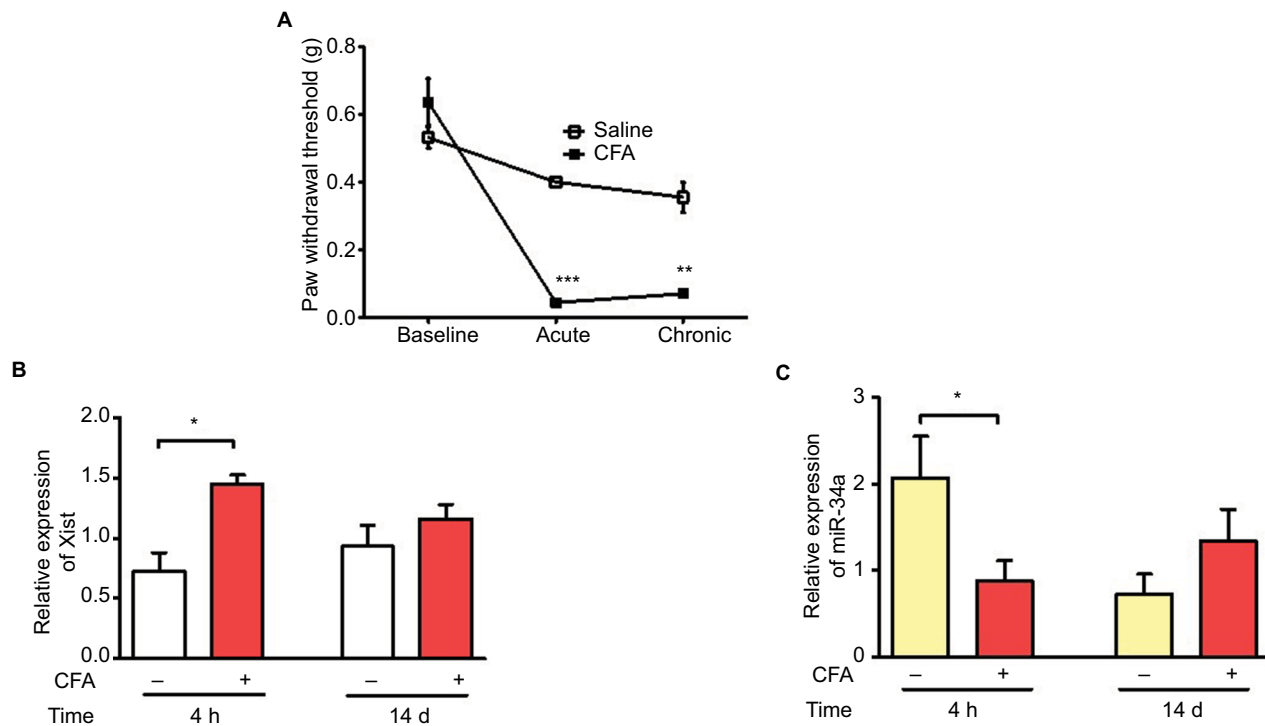 A
Paw withdrawal threshold (g)
0.8
0.6
0.4
0.2
0.0
Saline
CFA
***
**
Baseline Acute Chronic
B
Relative expression
of Xist
2.0
1.5
1.0
0.5
0.0
*
CFA – + – +
Time 4 h 14 d
C
Relative expression
of miR-34a
3
2
1
0
*
CFA – + – +
Time 4 h 14 d